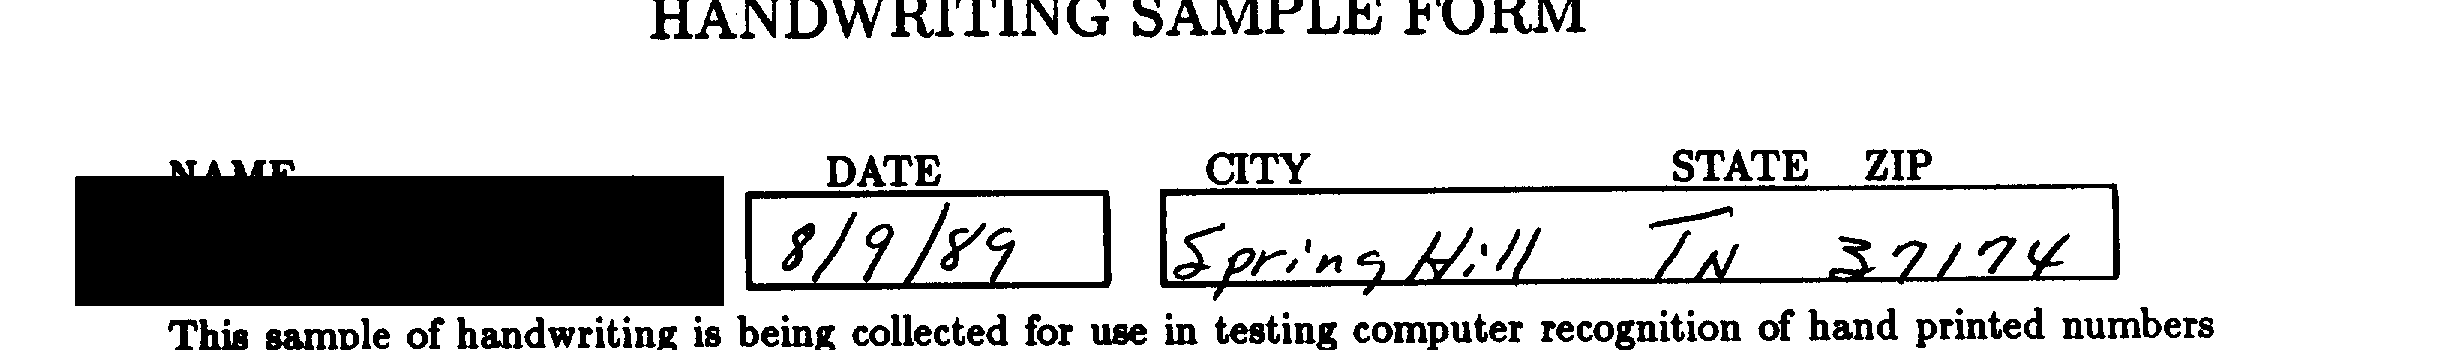 HANDWRITING SAMPLE FORM
NAME DATE CITY STATE ZIP
8/9/89 Spring Hill TN 37174
This sample of handwriting is being collected for use in testing computer recognition of hand printed numbers